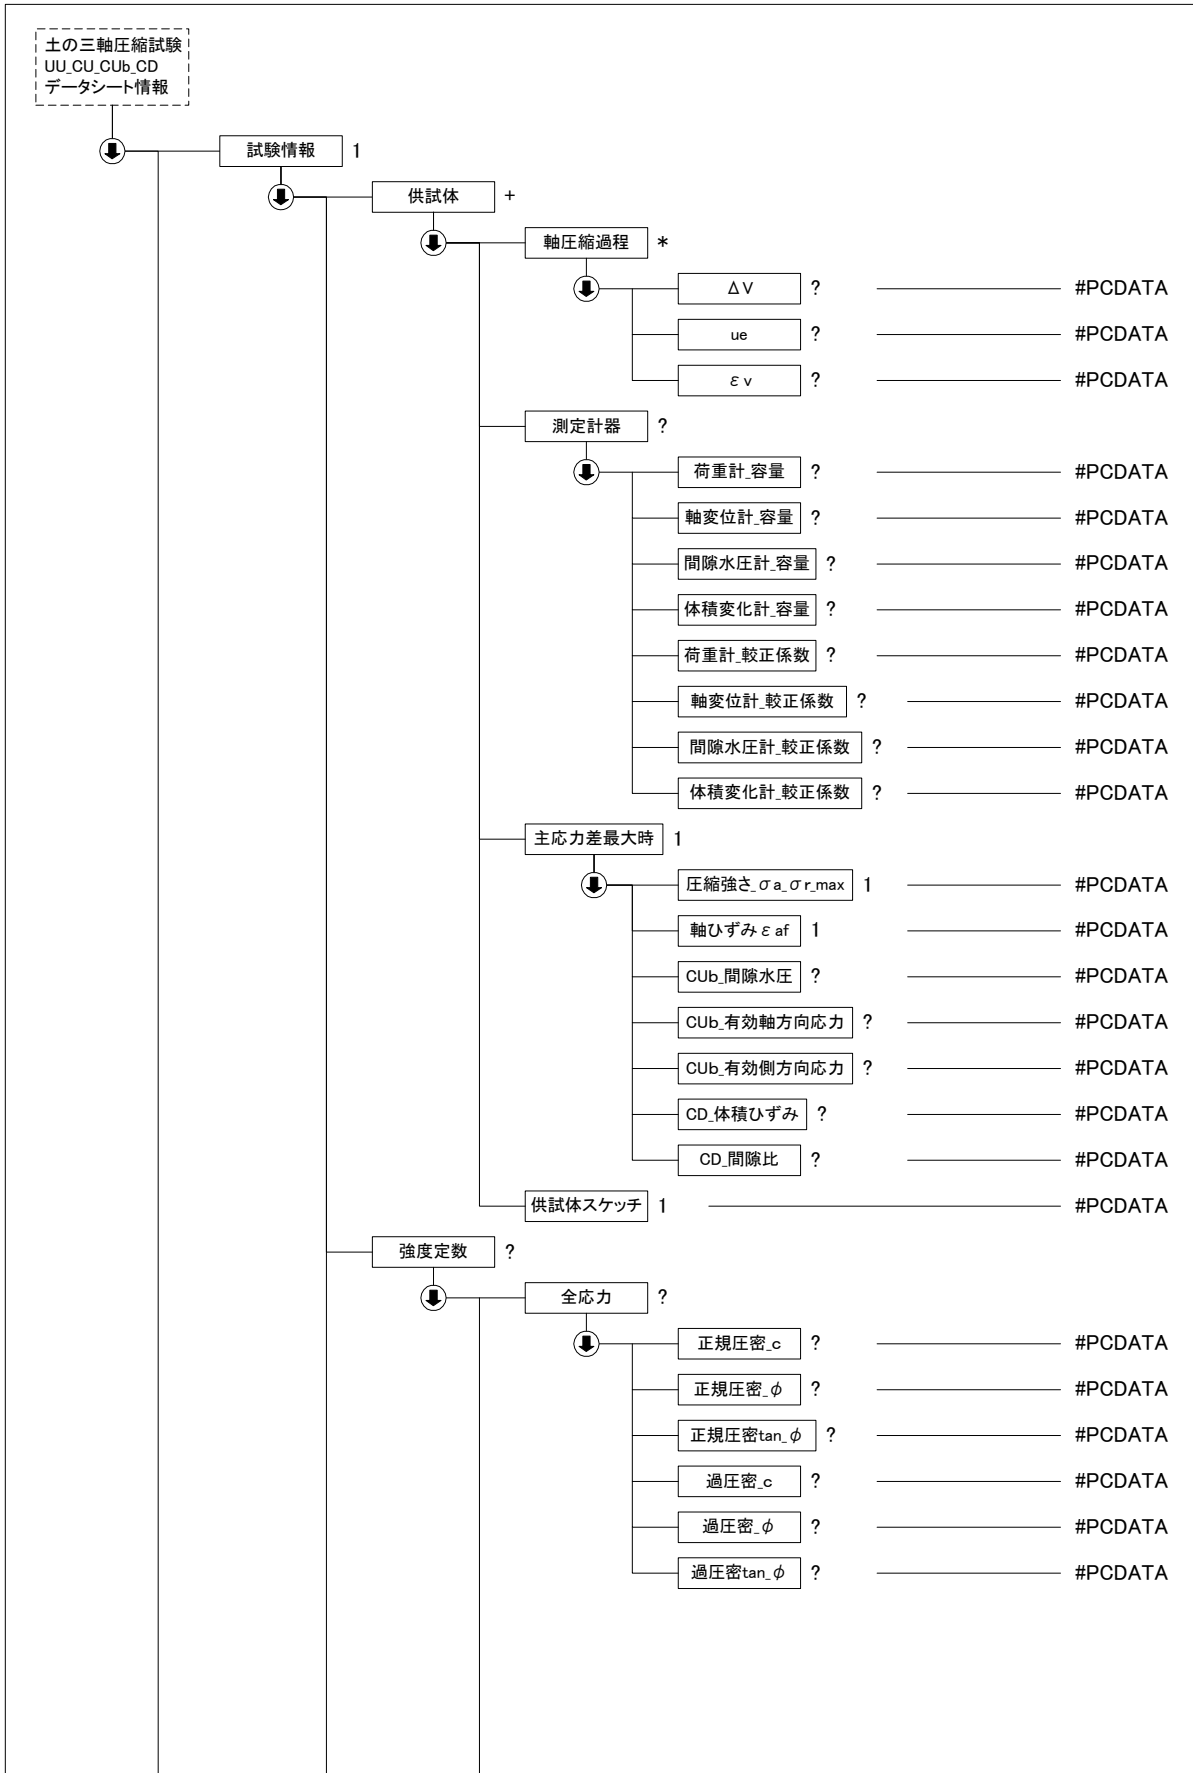 土の三軸圧縮試験
UU_CU_CUb_CD
データシート情報
試験情報 1
供試体 +
軸圧縮過程 *
ΔV ? #PCDATA
ue ? #PCDATA
εv ? #PCDATA
測定計器 ?
荷重計_容量 ? #PCDATA
軸変位計_容量 ? #PCDATA
間隙水圧計_容量 ? #PCDATA
体積変化計_容量 ? #PCDATA
荷重計_較正係数 ? #PCDATA
軸変位計_較正係数 ? #PCDATA
間隙水圧計_較正係数 ? #PCDATA
体積変化計_較正係数 ? #PCDATA
主応力差最大時 1
圧縮強さ_σa_σr_max 1 #PCDATA
軸ひずみεaf 1 #PCDATA
CUb_間隙水圧 ? #PCDATA
CUb_有効軸方向応力 ? #PCDATA
CUb_有効側方向応力 ? #PCDATA
CD_体積ひずみ ? #PCDATA
CD_間隙比 ? #PCDATA
供試体スケッチ 1 #PCDATA
強度定数 ?
全応力 ?
正規圧密_c ? #PCDATA
正規圧密_φ ? #PCDATA
正規圧密tan_φ ? #PCDATA
過圧密_c ? #PCDATA
過圧密_φ ? #PCDATA
過圧密tan_φ ? #PCDATA